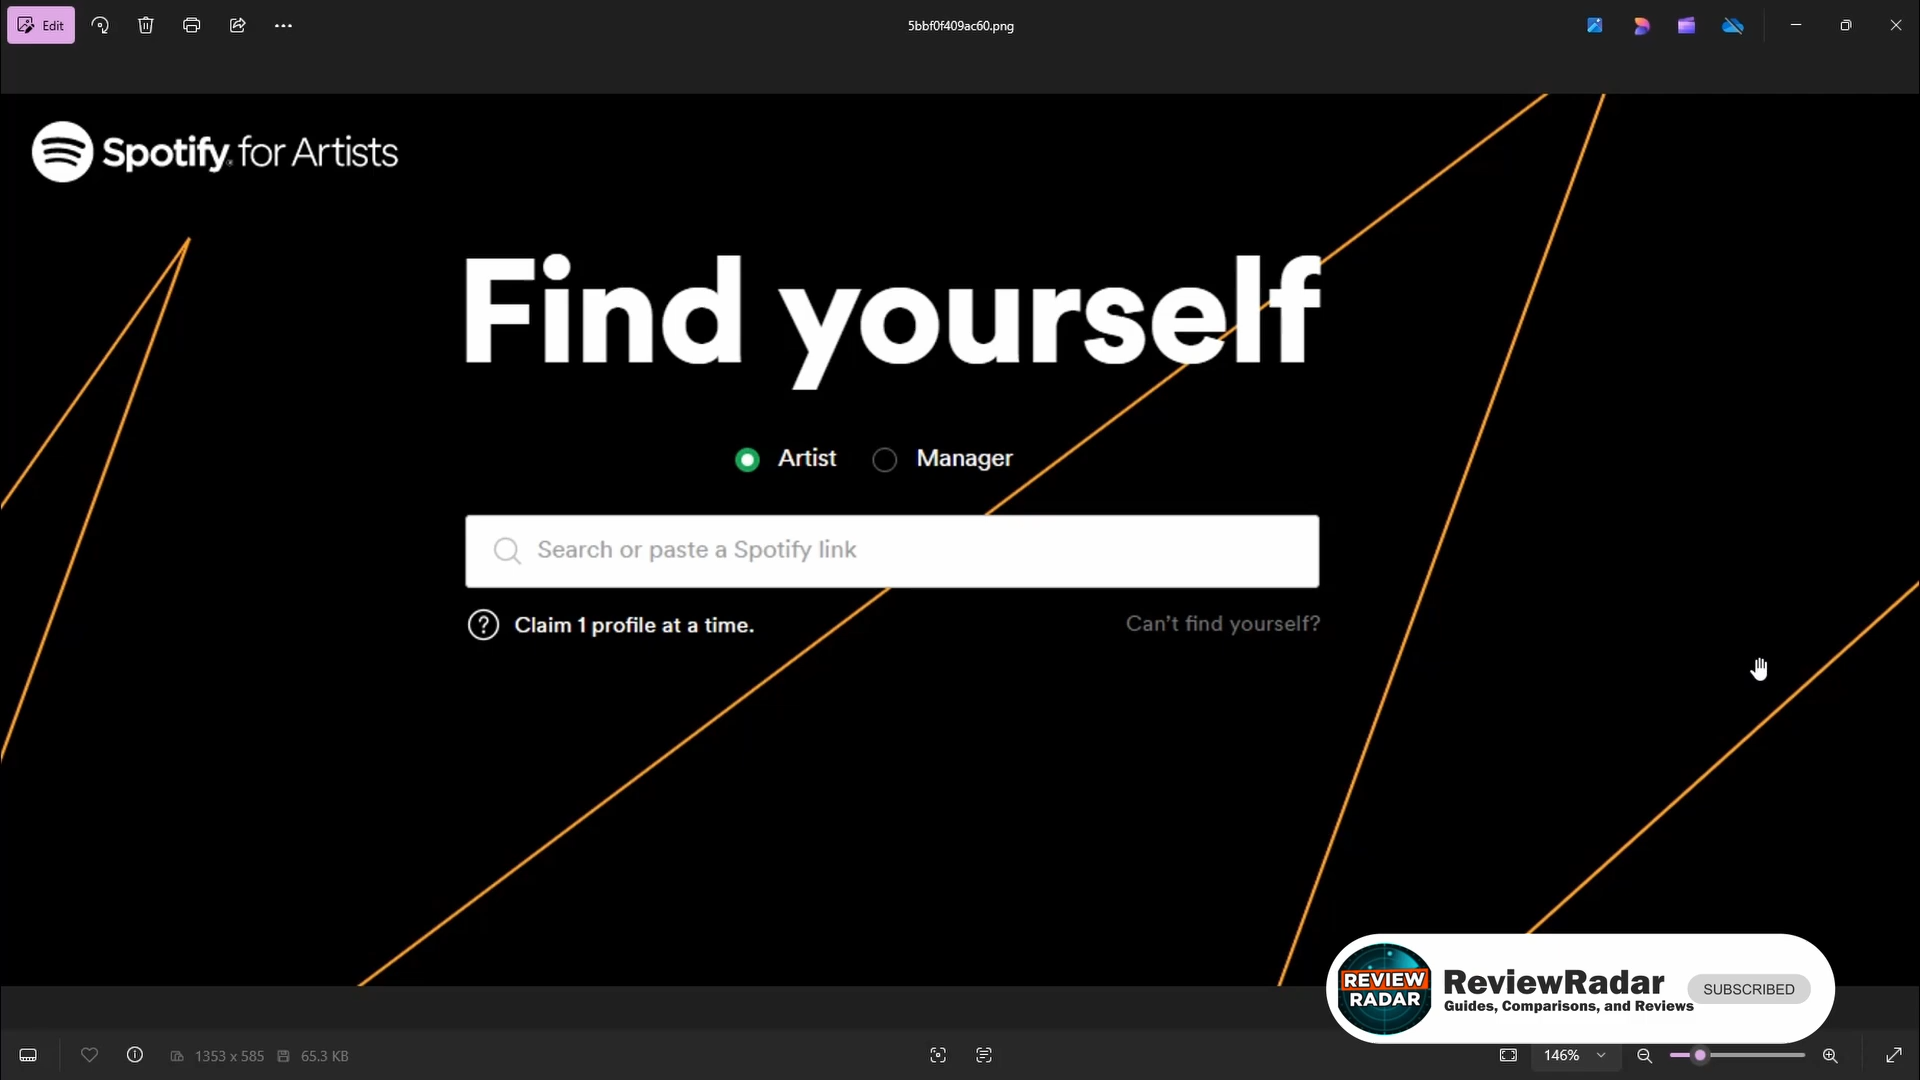 Edit
5bbf0f409ac60.png
Spotify for Artists
Find yourself
Artist Manager
Search or paste a Spotify link
Claim 1 profile at a time.
Can't find yourself?
REVIEW
RADAR
ReviewRadar
Guides, Comparisons, and Reviews
SUBSCRIBED
1353 x 585 65.3 KB
146%